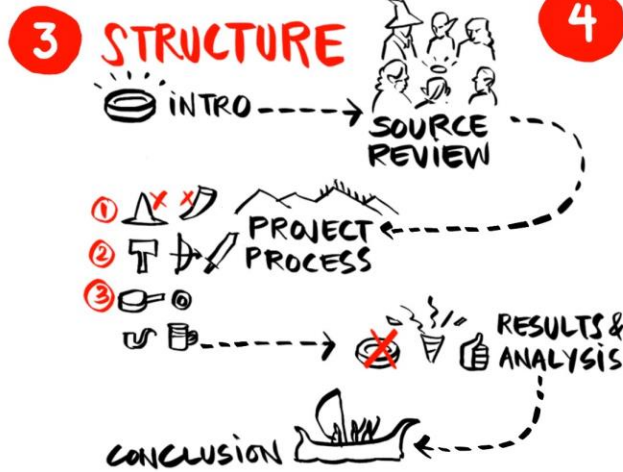 3 STRUCTURE
4
INTRO
SOURCE
REVIEW
1
2
3
PROJECT
PROCESS
RESULTS &
ANALYSIS
CONCLUSION